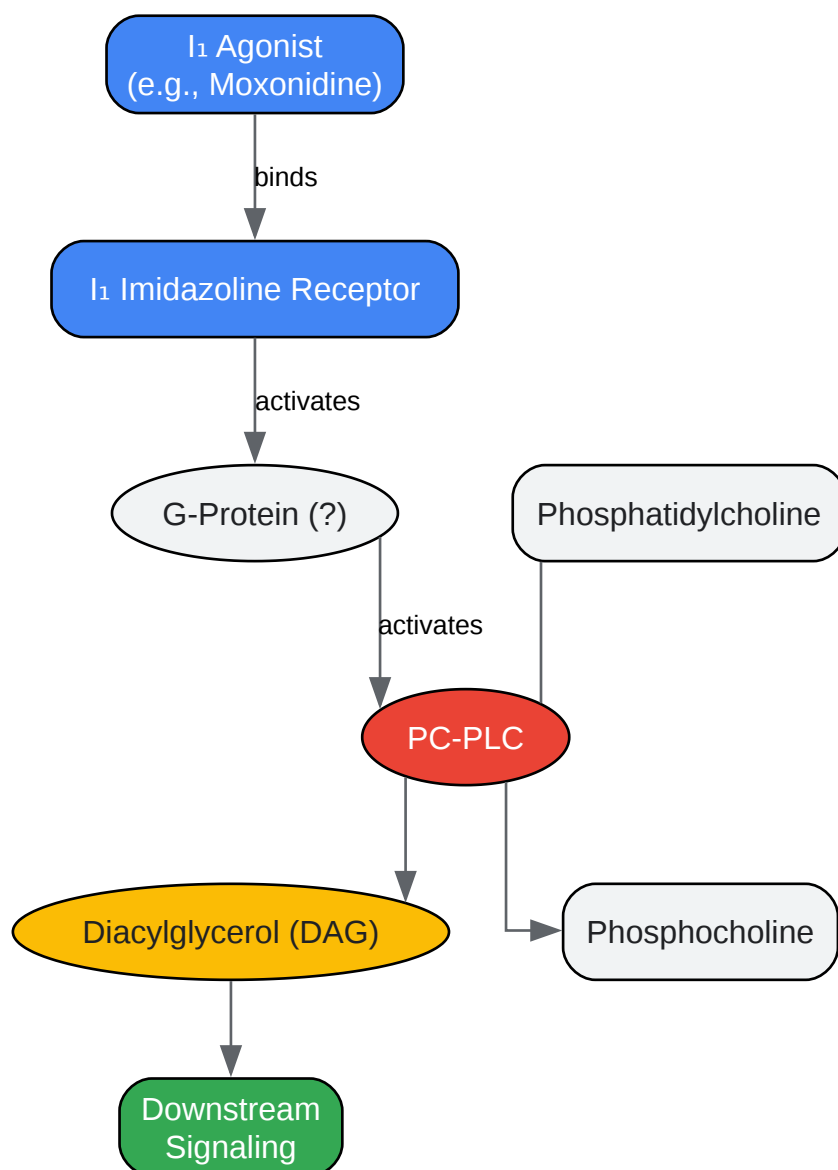 I₁ Agonist
(e.g., Moxonidine)
binds
I₁ Imidazoline Receptor
activates
G-Protein (?)
Phosphatidylcholine
activates
PC-PLC
Diacylglycerol (DAG)
Phosphocholine
Downstream
Signaling